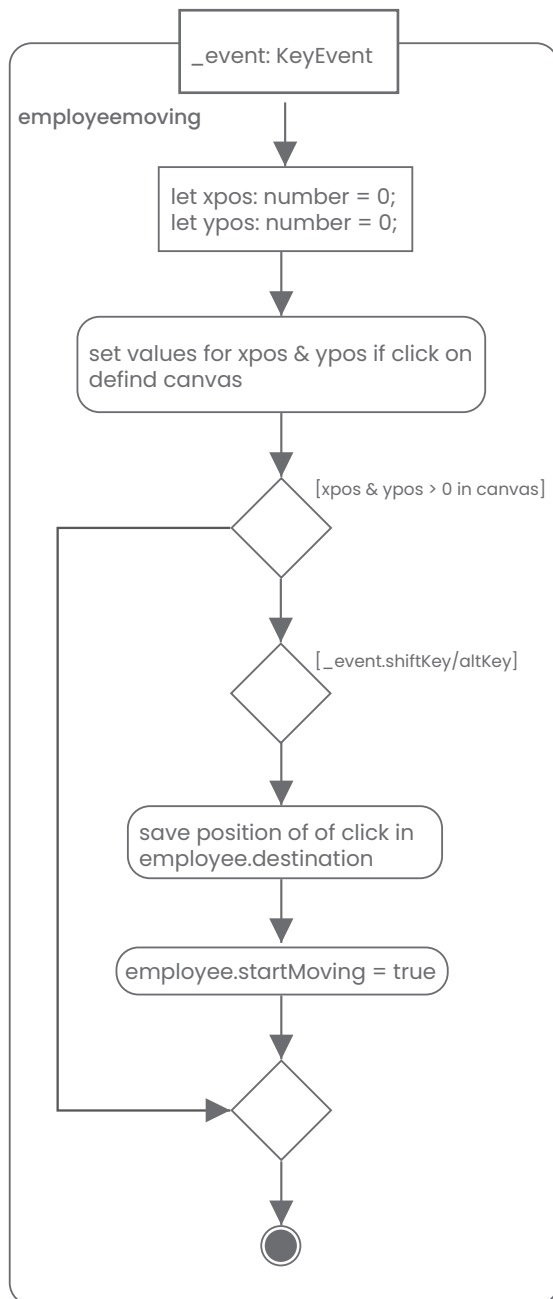 _event: KeyEvent
employeemoving
let xpos: number = 0;
let ypos: number = 0;
set values for xpos & ypos if click on
defind canvas
[xpos & ypos > 0 in canvas]
[_event.shiftKey/altKey]
save position of of click in
employee.destination
employee.startMoving = true